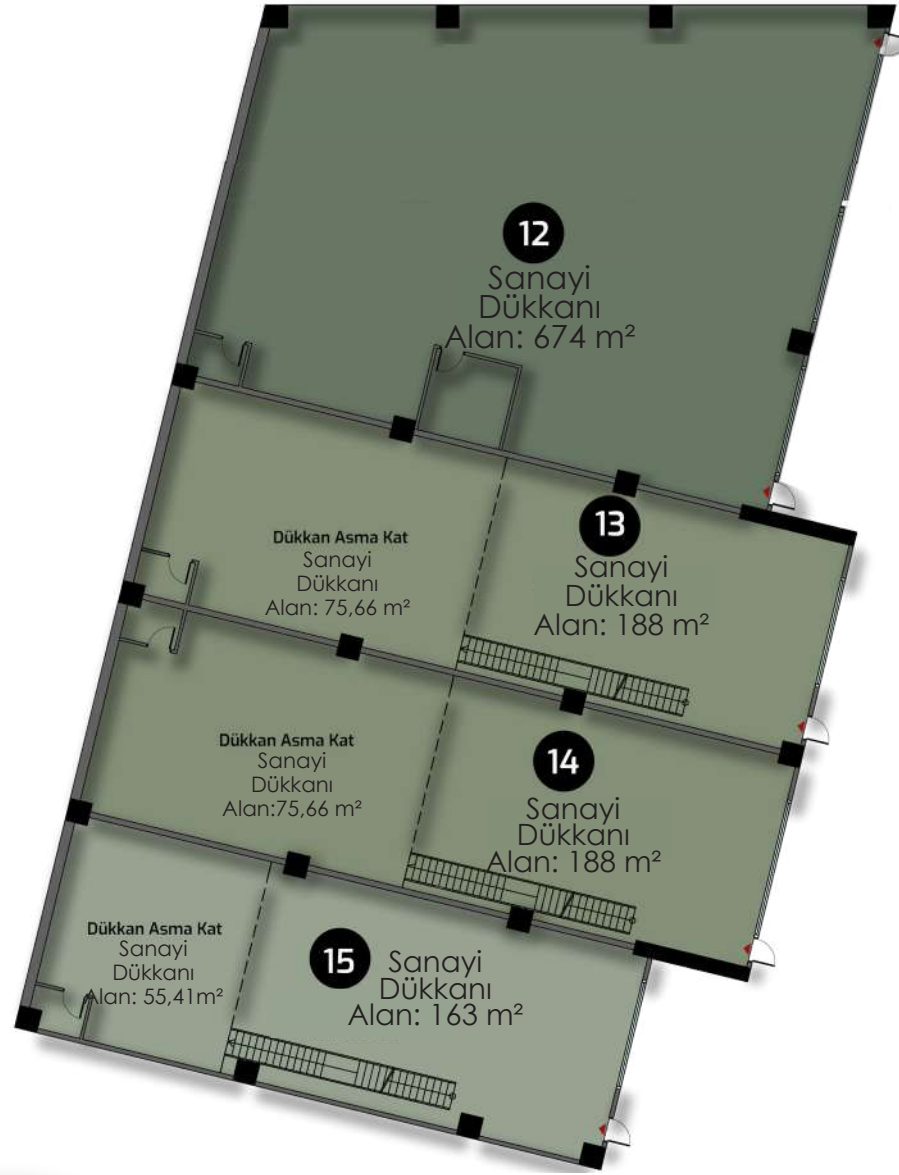 12
Sanayi
Dükkanı
Alan: 674 m²
13
Sanayi
Dükkanı
Alan: 188 m²
Dükkan Asma Kat
Sanayi
Dükkanı
Alan: 75,66 m²
14
Sanayi
Dükkanı
Alan: 188 m²
Dükkan Asma Kat
Sanayi
Dükkanı
Alan:75,66 m²
15
Sanayi
Dükkanı
Alan: 163 m²
Dükkan Asma Kat
Sanayi
Dükkanı
Alan: 55,41m²